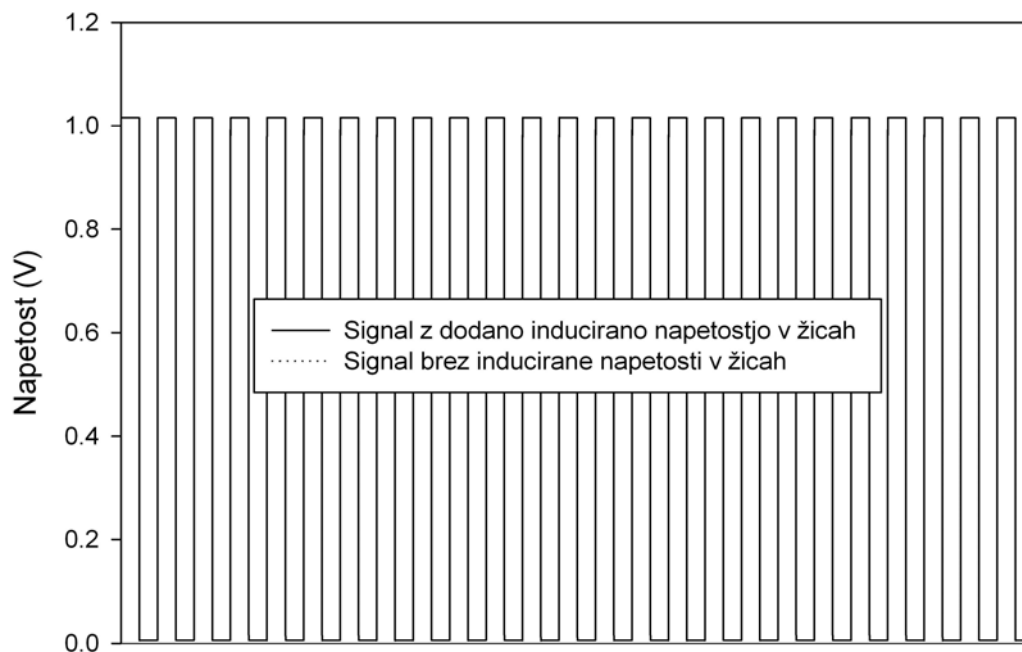 1.2
1.0
0.8
0.6
0.4
0.2
0.0
Napetost (V)
Signal z dodano inducirano napetostjo v žicah
Signal brez inducirane napetosti v žicah